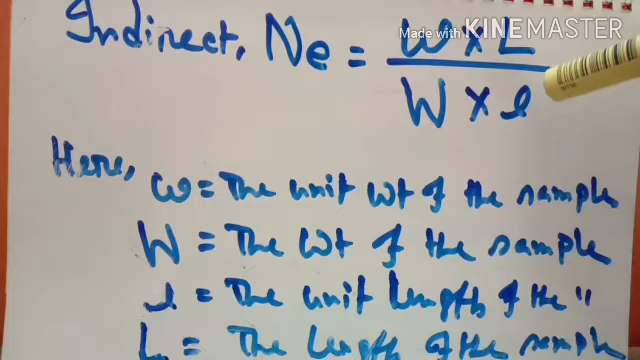 Made with KINEMASTER
Indirect, Ne = w x L
W x l
Here,
w = The unit wt of the sample
W = The wt of the sample
l = The unit length of the "
L = The length of the sample